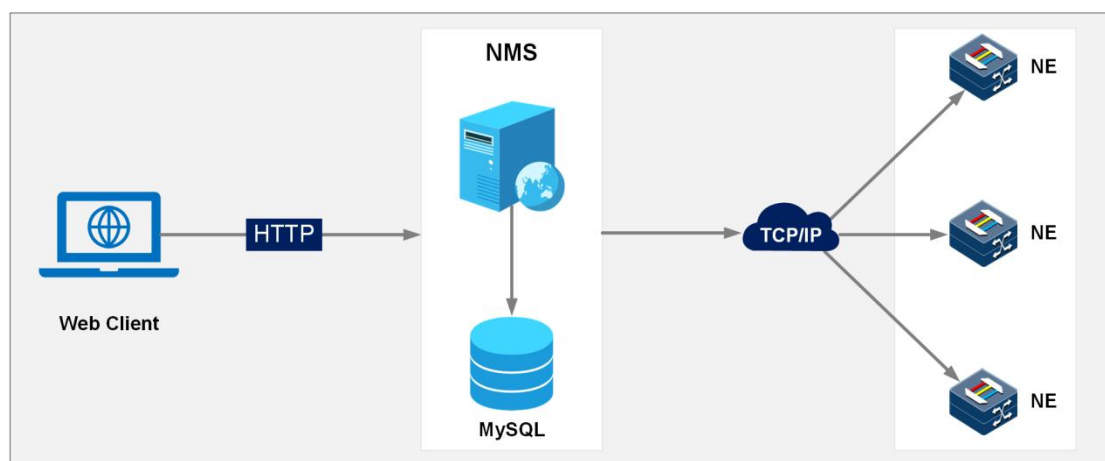 NMS
NE
HTTP
TCP/IP
NE
Web Client
MySQL
NE